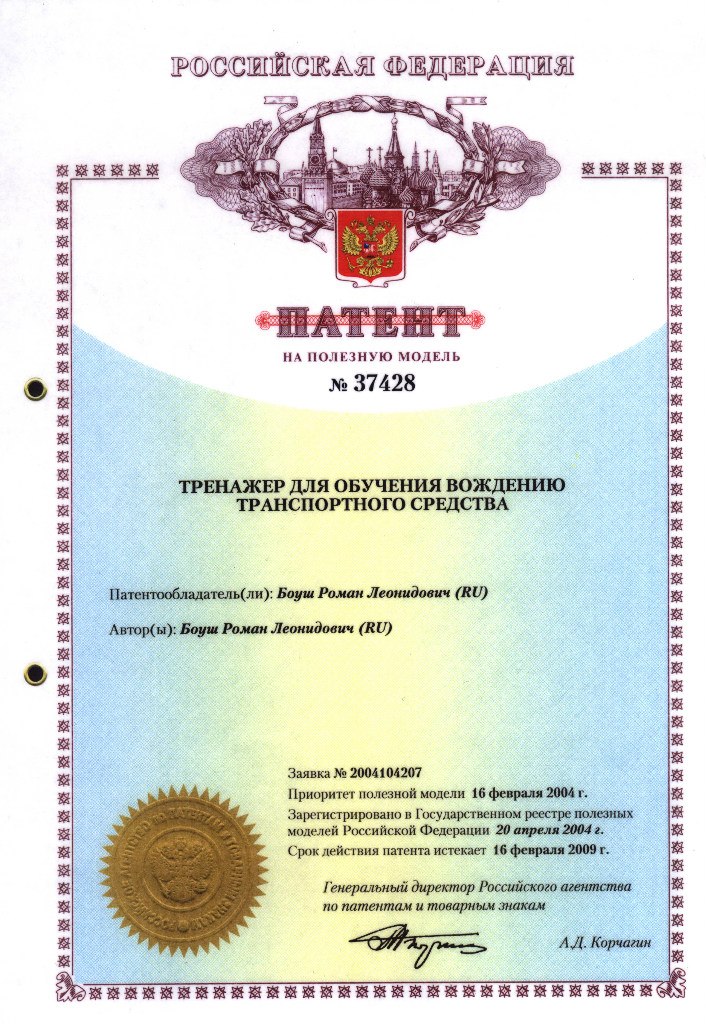 РОССИЙСКАЯ ФЕДЕРАЦИЯ
ПАТЕНТ
НА ПОЛЕЗНУЮ МОДЕЛЬ
№ 37428
ТРЕНАЖЕР ДЛЯ ОБУЧЕНИЯ ВОЖДЕНИЮ
ТРАНСПОРТНОГО СРЕДСТВА
Патентообладатель(ли): Боуш Роман Леонидович (RU)
Автор(ы): Боуш Роман Леонидович (RU)
Заявка № 2004104207
Приоритет полезной модели 16 февраля 2004 г.
Зарегистрировано в Государственном реестре полезных
моделей Российской Федерации 20 апреля 2004 г.
Срок действия патента истекает 16 февраля 2009 г.
Генеральный директор Российского агентства
по патентам и товарным знакам
А.Д. Корчагин